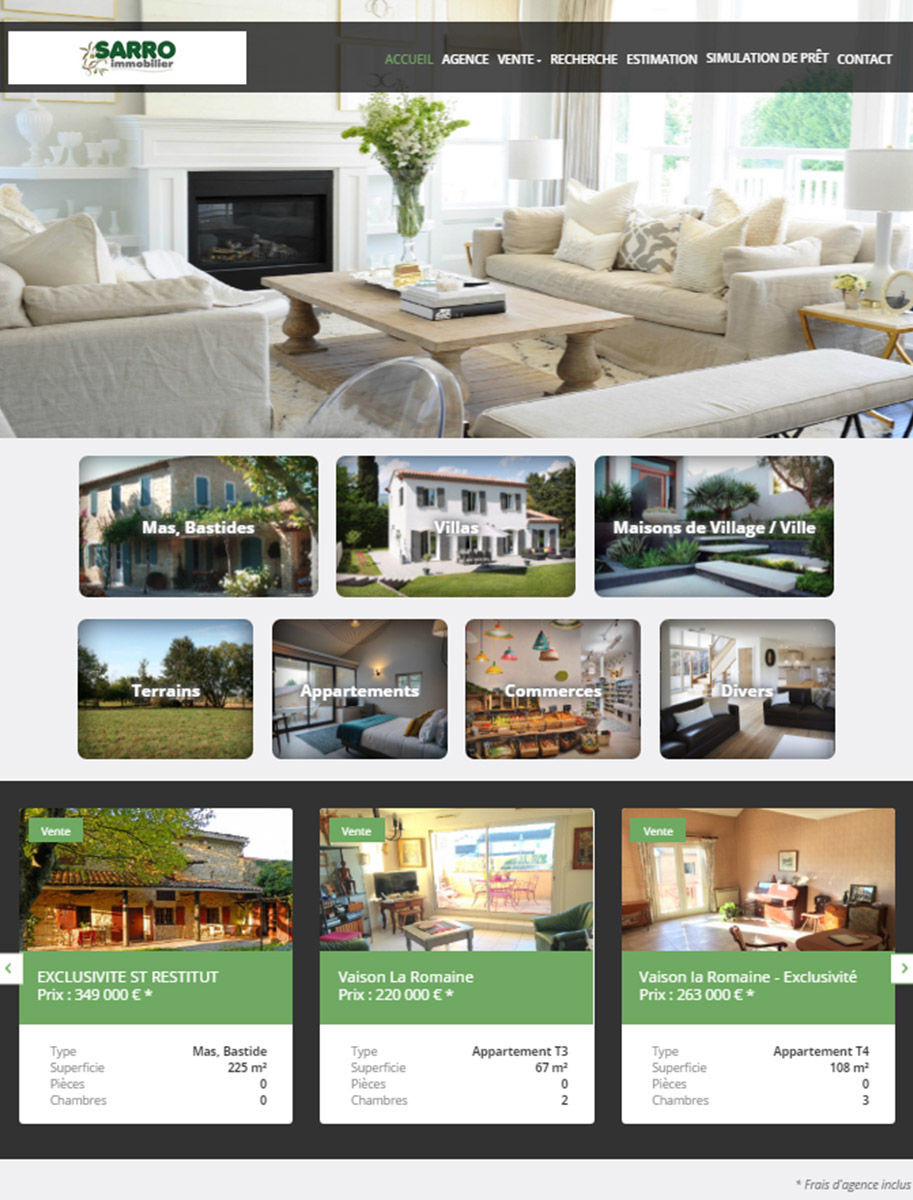 SARRO
immobilier
ACCUEIL AGENCE VENTE RECHERCHE ESTIMATION SIMULATION DE PRÊT CONTACT
Mas, Bastides
Villas
Maisons de Village / Ville
Terrains
Appartements
Commerces
Divers
Vente
EXCLUSIVITE ST RESTITUT
Prix : 349 000 € *
Type Mas, Bastide
Superficie 225 m²
Pièces 0
Chambres 0
Vente
Vaison La Romaine
Prix : 220 000 € *
Type Appartement T3
Superficie 67 m²
Pièces 0
Chambres 2
Vente
Vaison la Romaine - Exclusivité
Prix : 263 000 € *
Type Appartement T4
Superficie 108 m²
Pièces 0
Chambres 3
* Frais d'agence inclus